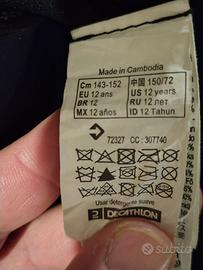 Made in Cambodia
Cm 143-152 中国 150/72
EU 12 ans US 12 years
BR 12 RU 12 лет
MX 12 años ID 12 Tahun
72327 CC : 307740
Usar detergente suave
DECATHLON
subito